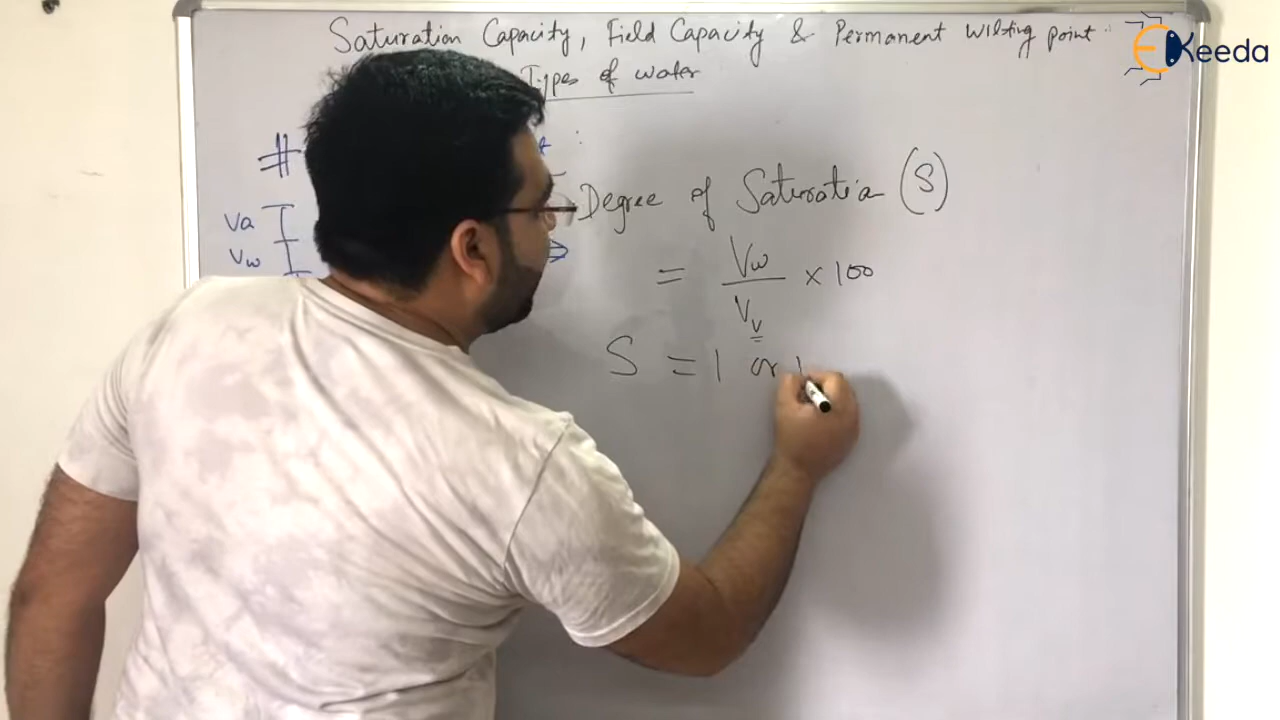 Saturation Capacity, Field Capacity & Permanent wilting point
Types of water
EKeeda
#
Degree of Saturation (S)
Va
Vw
= Vw / Vv × 100
S = 1 or 1